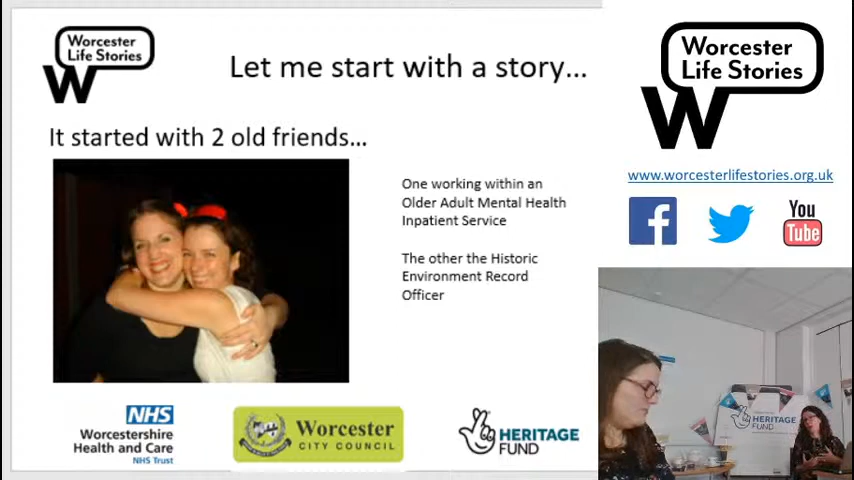 Worcester
Life Stories
W
Let me start with a story...
It started with 2 old friends...
One working within an
Older Adult Mental Health
Inpatient Service
The other the Historic
Environment Record
Officer
NHS
Worcestershire
Health and Care
NHS Trust
Worcester
CITY COUNCIL
HERITAGE
FUND
Worcester
Life Stories
W
www.worcesterlifestories.org.uk
f
You
Tube
HERITAGE
FUND